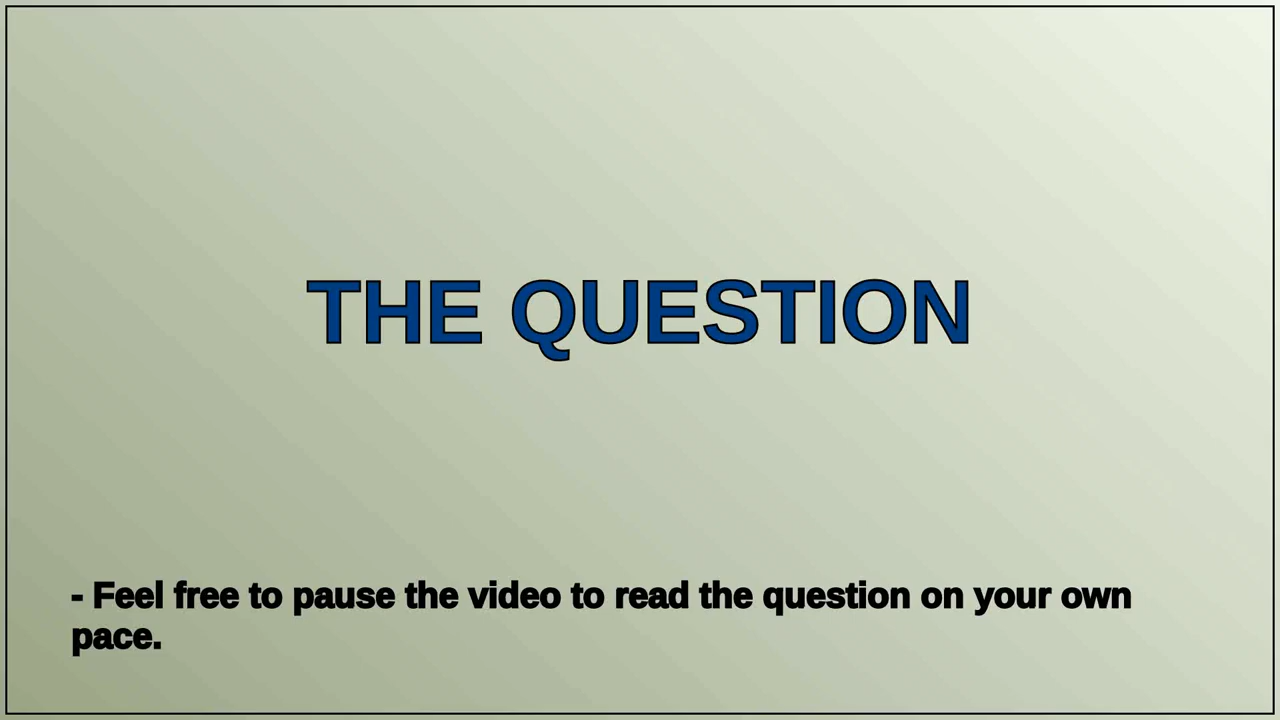 THE QUESTION
- Feel free to pause the video to read the question on your own
pace.